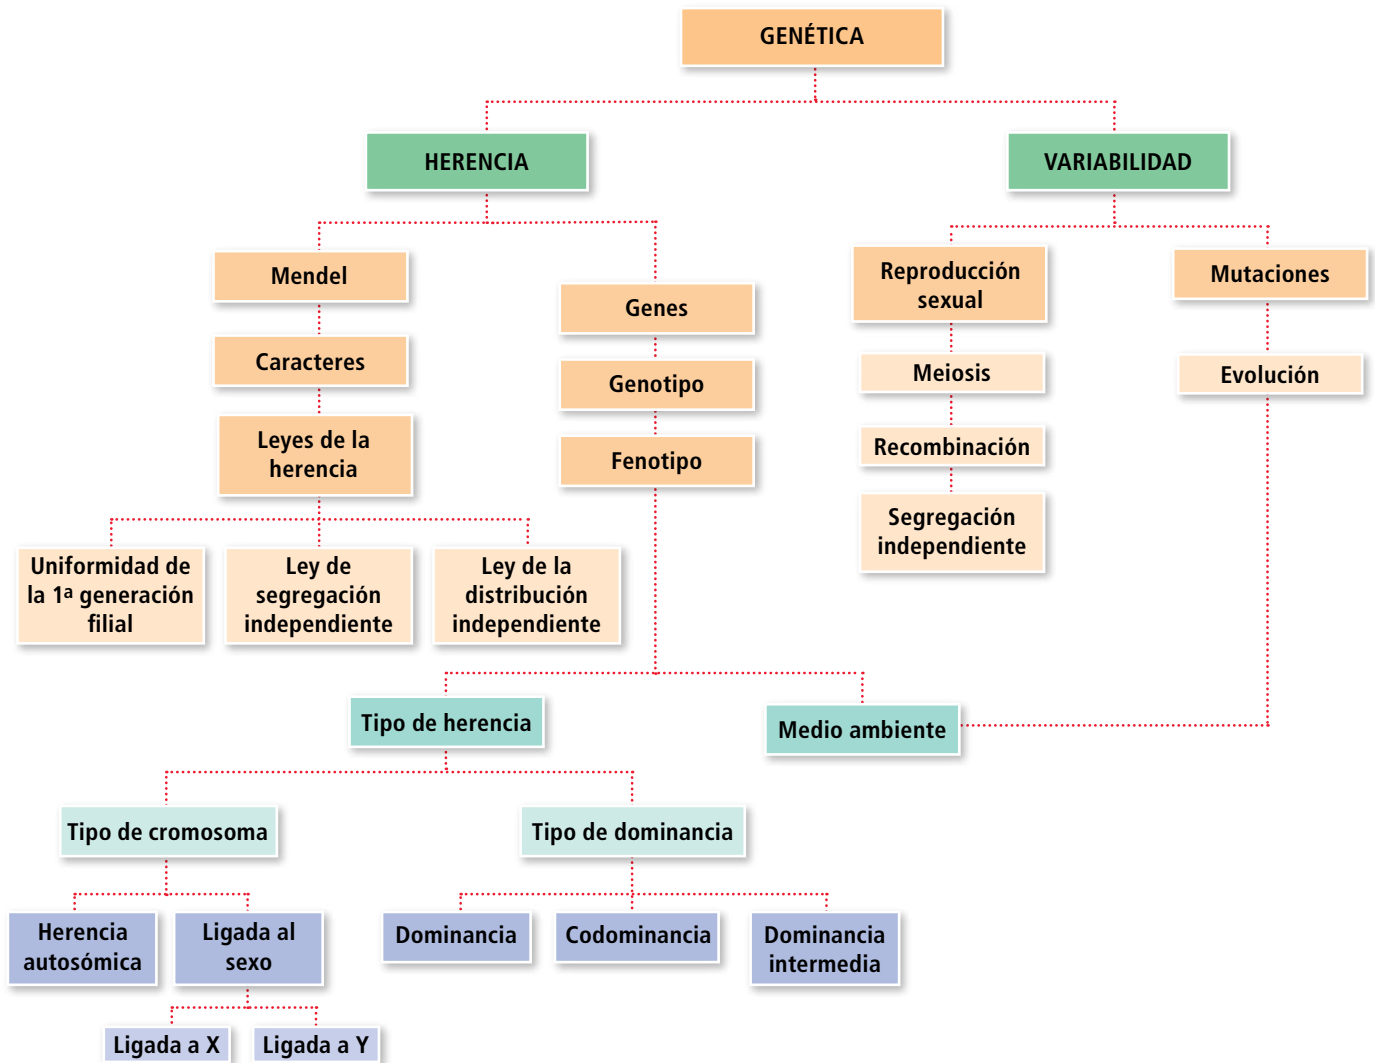 GENÉTICA
HERENCIA
VARIABILIDAD
Mendel
Genes
Reproducción
sexual
Mutaciones
Caracteres
Genotipo
Meiosis
Evolución
Leyes de la
herencia
Fenotipo
Recombinación
Segregación
independiente
Uniformidad de
la 1ª generación
filial
Ley de
segregación
independiente
Ley de la
distribución
independiente
Tipo de herencia
Medio ambiente
Tipo de cromosoma
Tipo de dominancia
Herencia
autosómica
Ligada al
sexo
Dominancia
Codominancia
Dominancia
intermedia
Ligada a X
Ligada a Y